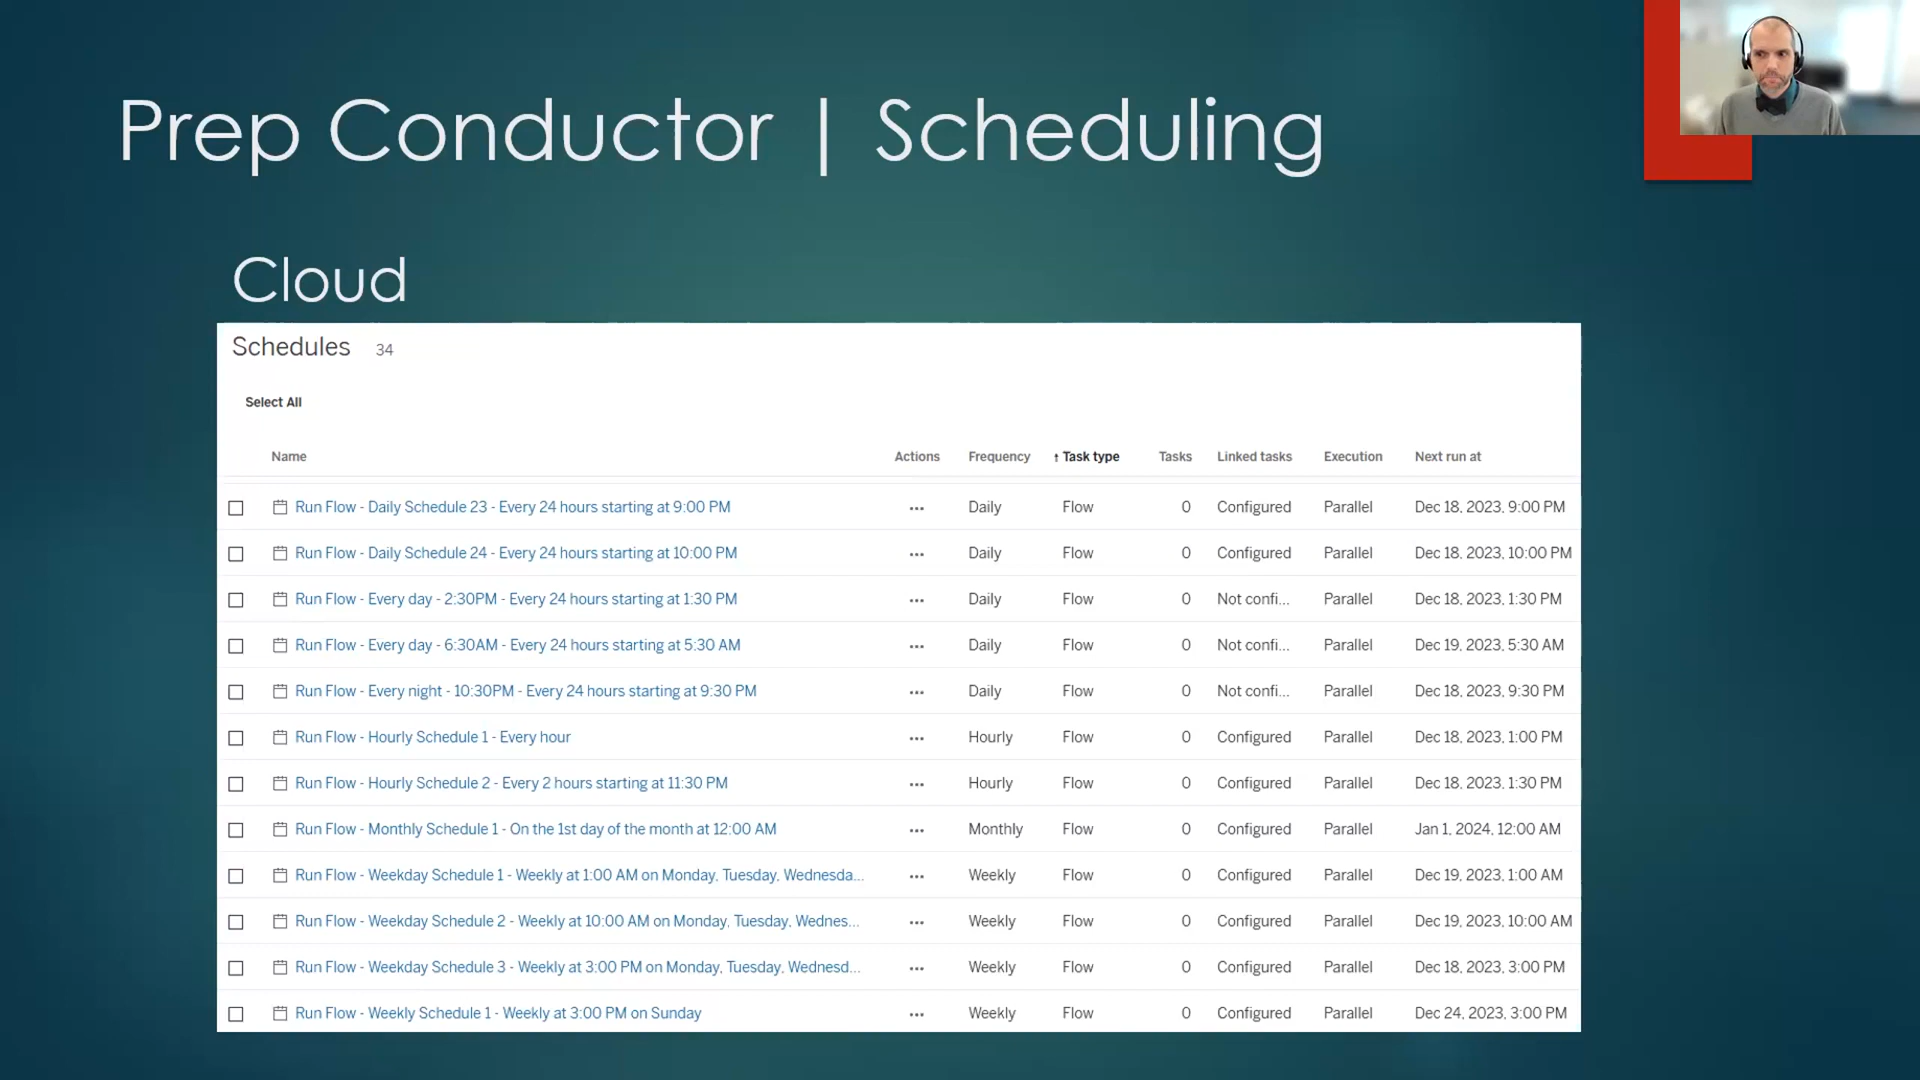 Prep Conductor | Scheduling
Cloud
Schedules 34
Select All
Name Actions Frequency ↑ Task type Tasks Linked tasks Execution Next run at
Run Flow - Daily Schedule 23 - Every 24 hours starting at 9:00 PM ... Daily Flow 0 Configured Parallel Dec 18, 2023, 9:00 PM
Run Flow - Daily Schedule 24 - Every 24 hours starting at 10:00 PM ... Daily Flow 0 Configured Parallel Dec 18, 2023, 10:00 PM
Run Flow - Every day - 2:30PM - Every 24 hours starting at 1:30 PM ... Daily Flow 0 Not confi... Parallel Dec 18, 2023, 1:30 PM
Run Flow - Every day - 6:30AM - Every 24 hours starting at 5:30 AM ... Daily Flow 0 Not confi... Parallel Dec 19, 2023, 5:30 AM
Run Flow - Every night - 10:30PM - Every 24 hours starting at 9:30 PM ... Daily Flow 0 Not confi... Parallel Dec 18, 2023, 9:30 PM
Run Flow - Hourly Schedule 1 - Every hour ... Hourly Flow 0 Configured Parallel Dec 18, 2023, 1:00 PM
Run Flow - Hourly Schedule 2 - Every 2 hours starting at 11:30 PM ... Hourly Flow 0 Configured Parallel Dec 18, 2023, 1:30 PM
Run Flow - Monthly Schedule 1 - On the 1st day of the month at 12:00 AM ... Monthly Flow 0 Configured Parallel Jan 1, 2024, 12:00 AM
Run Flow - Weekday Schedule 1 - Weekly at 1:00 AM on Monday, Tuesday, Wednesda... ... Weekly Flow 0 Configured Parallel Dec 19, 2023, 1:00 AM
Run Flow - Weekday Schedule 2 - Weekly at 10:00 AM on Monday, Tuesday, Wednes... ... Weekly Flow 0 Configured Parallel Dec 19, 2023, 10:00 AM
Run Flow - Weekday Schedule 3 - Weekly at 3:00 PM on Monday, Tuesday, Wednesd... ... Weekly Flow 0 Configured Parallel Dec 18, 2023, 3:00 PM
Run Flow - Weekly Schedule 1 - Weekly at 3:00 PM on Sunday ... Weekly Flow 0 Configured Parallel Dec 24, 2023, 3:00 PM